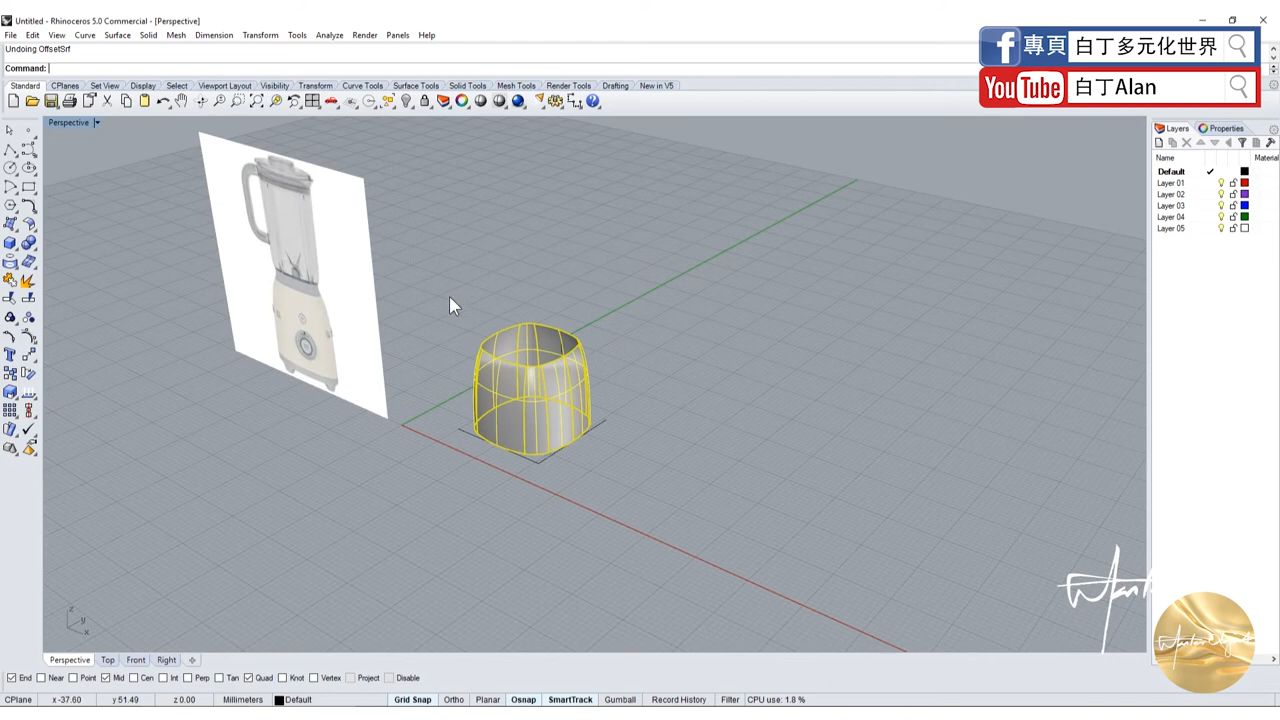 Untitled - Rhinoceros 5.0 Commercial - [Perspective]
File Edit View Curve Surface Solid Mesh Dimension Transform Tools Analyze Render Panels Help
Undoing OffsetSrf
Command:
專頁 白丁多元化世界
YouTube 白丁Alan
Standard CPlanes Set View Display Select Viewport Layout Visibility Transform Curve Tools Surface Tools Solid Tools Mesh Tools Render Tools Drafting New in V5
Perspective
Layers Properties
Name Material
Default
Layer 01
Layer 02
Layer 03
Layer 04
Layer 05
z
y
x
Perspective Top Front Right
End Near Point Mid Cen Int Perp Tan Quad Knot Vertex Project Disable
CPlane x -37.60 y 51.49 z 0.00 Millimeters Default Grid Snap Ortho Planar Osnap SmartTrack Gumball Record History Filter CPU use: 1.8 %